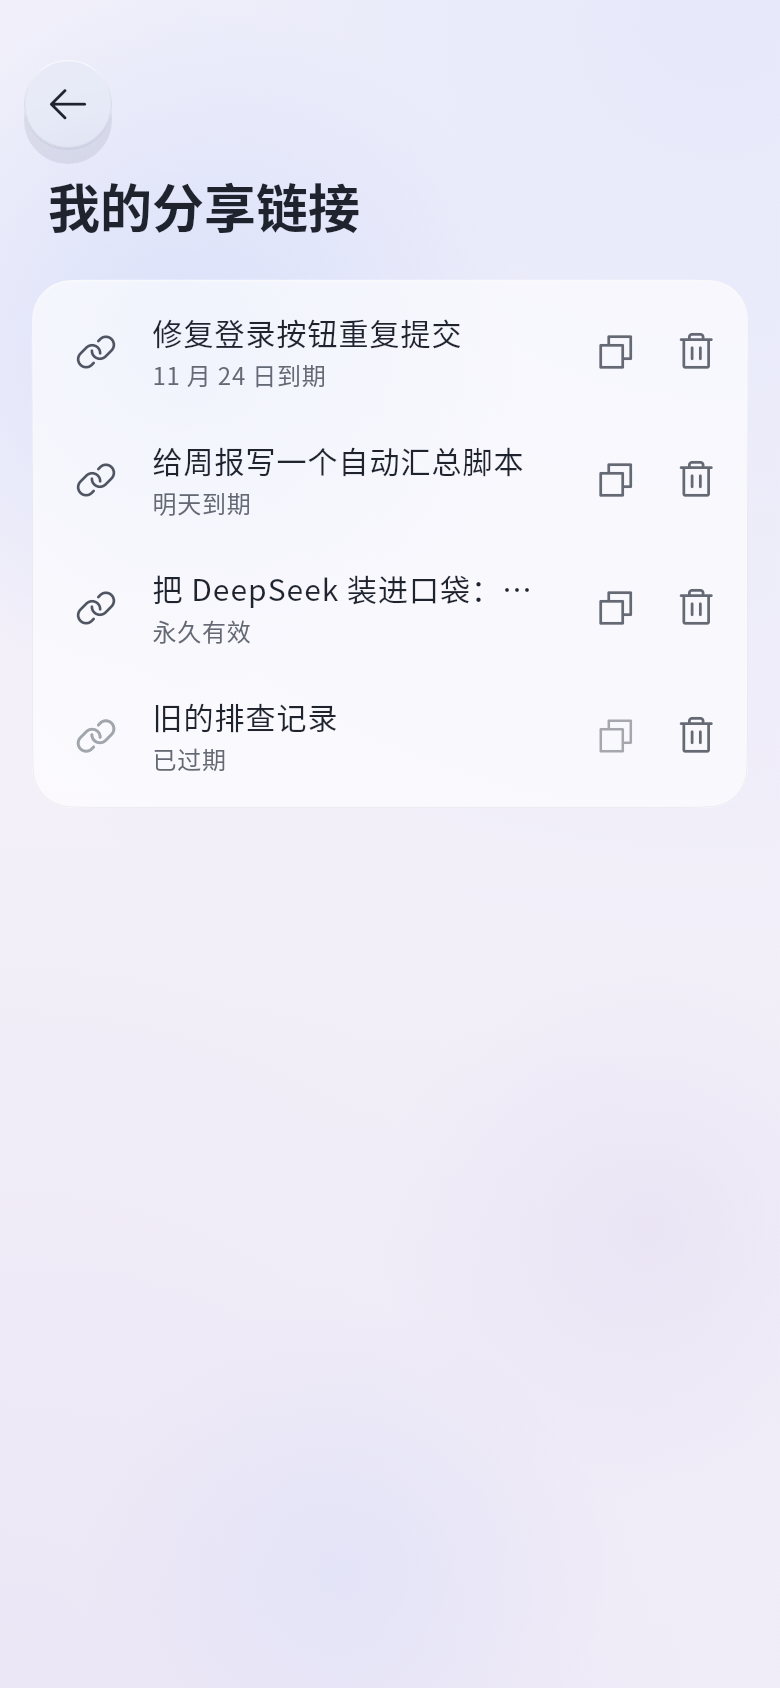 我的分享链接
修复登录按钮重复提交
11 月 24 日到期
给周报写一个自动汇总脚本
明天到期
把 DeepSeek 装进口袋：…
永久有效
旧的排查记录
已过期